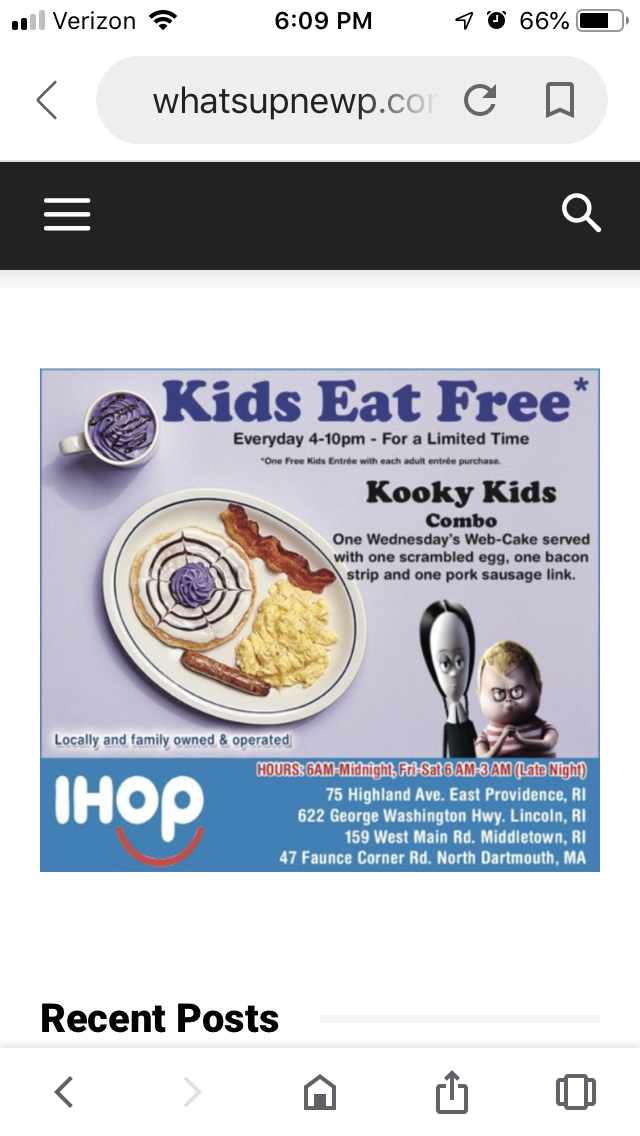 Verizon 6:09 PM 66%
whatsupnewp.com
Kids Eat Free*
Everyday 4-10pm - For a Limited Time
*One Free Kids Entrée with each adult entrée purchase.
Kooky Kids
Combo
One Wednesday's Web-Cake served
with one scrambled egg, one bacon
strip and one pork sausage link.
Locally and family owned & operated
HOURS: 6AM-Midnight, Fri-Sat 6 AM-3 AM (Late Night)
IHOP
75 Highland Ave. East Providence, RI
622 George Washington Hwy. Lincoln, RI
159 West Main Rd. Middletown, RI
47 Faunce Corner Rd. North Dartmouth, MA
Recent Posts